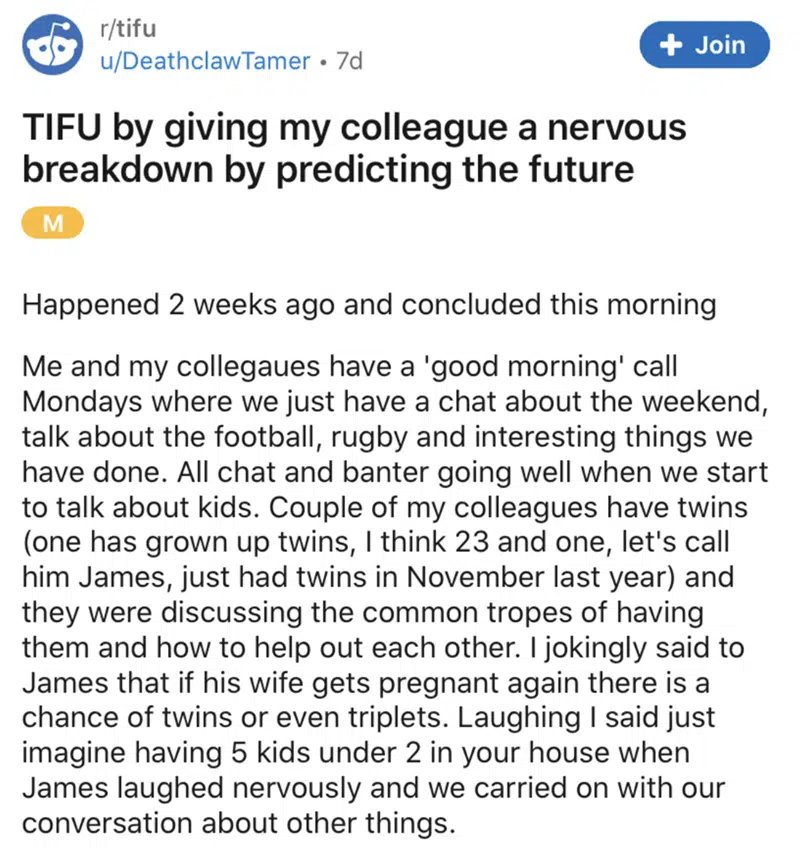 r/tifu
u/DeathclawTamer • 7d
+ Join
TIFU by giving my colleague a nervous
breakdown by predicting the future
M
Happened 2 weeks ago and concluded this morning
Me and my collegaues have a 'good morning' call
Mondays where we just have a chat about the weekend,
talk about the football, rugby and interesting things we
have done. All chat and banter going well when we start
to talk about kids. Couple of my colleagues have twins
(one has grown up twins, I think 23 and one, let's call
him James, just had twins in November last year) and
they were discussing the common tropes of having
them and how to help out each other. I jokingly said to
James that if his wife gets pregnant again there is a
chance of twins or even triplets. Laughing I said just
imagine having 5 kids under 2 in your house when
James laughed nervously and we carried on with our
conversation about other things.